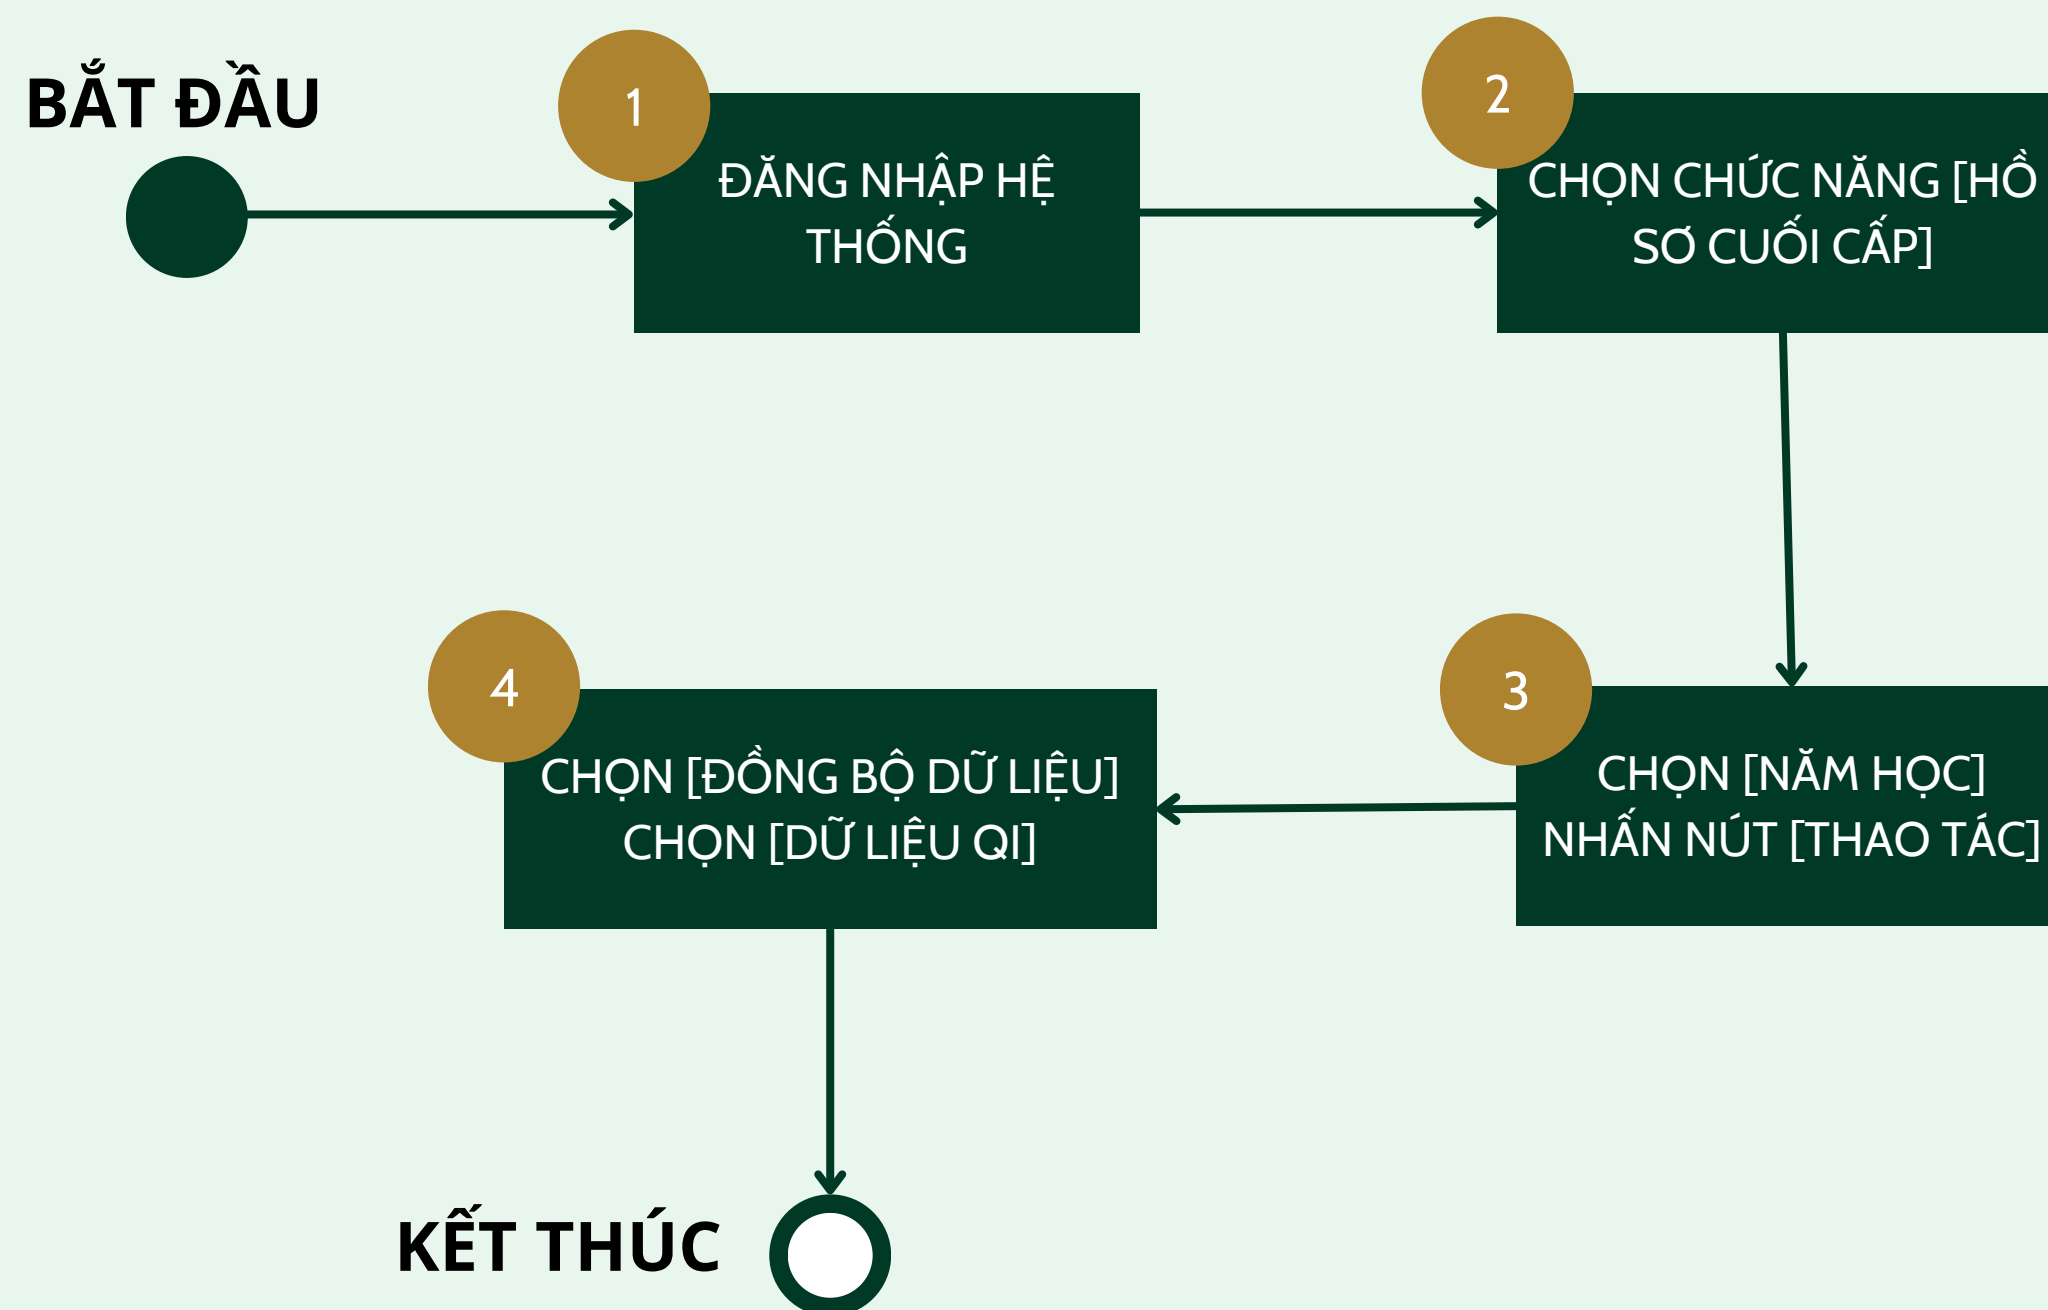 BẮT ĐẦU
1
ĐĂNG NHẬP HỆ
THỐNG
2
CHỌN CHỨC NĂNG [HỒ
SƠ CUỐI CẤP]
3
CHỌN [NĂM HỌC]
NHẤN NÚT [THAO TÁC]
4
CHỌN [ĐỒNG BỘ DỮ LIỆU]
CHỌN [DỮ LIỆU QI]
KẾT THÚC